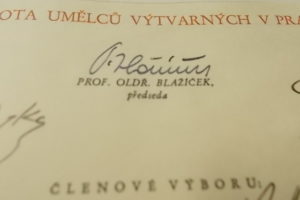 OTA UMĚLCŮ VÝTVARNÝCH V PRA
PROF. OLDŘ. BLAŽÍČEK,
předseda
ČLENOVÉ VÝBORU: